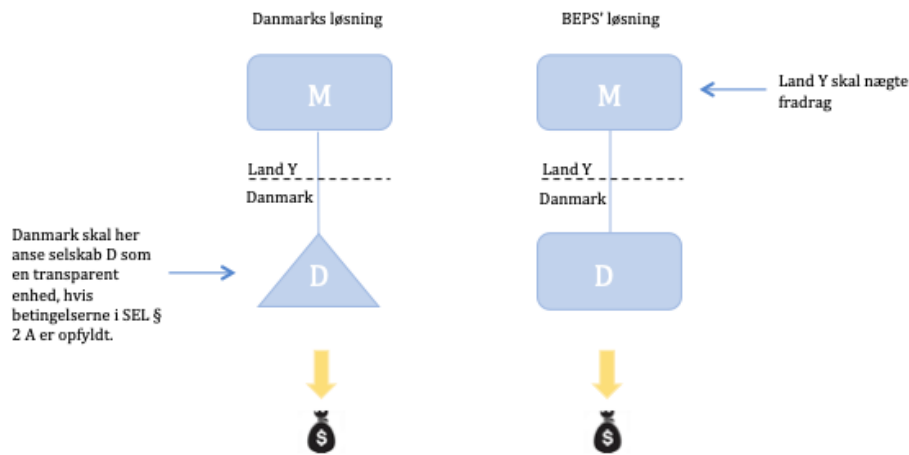 Danmarks løsning
BEPS' løsning
M
M
Land Y skal nægte
fradrag
Land Y
Danmark
Land Y
Danmark
Danmark skal her
anse selskab D som
en transparent
enhed, hvis
betingelserne i SEL §
2 A er opfyldt.
D
D
$
$